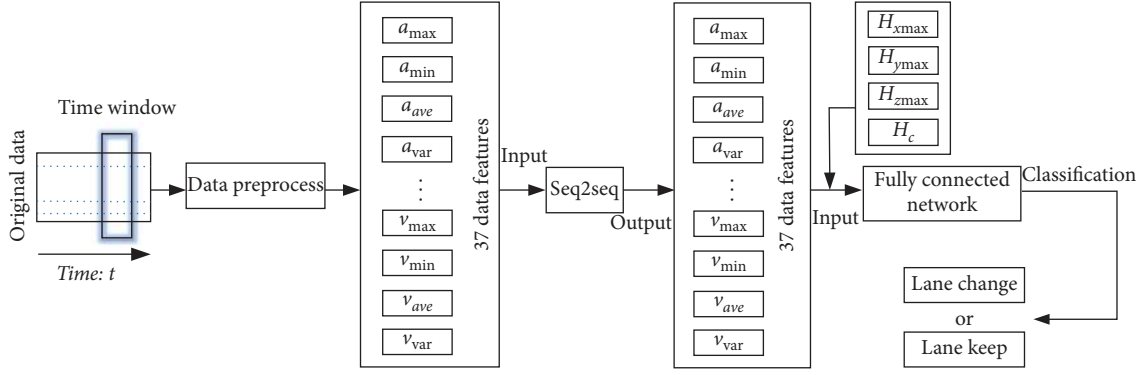 Original data
Time window
Time: t
Data preprocess
a_max
a_min
a_ave
a_var
⋮
v_max
v_min
v_ave
v_var
37 data features
Input
Seq2seq
Output
a_max
a_min
a_ave
a_var
⋮
v_max
v_min
v_ave
v_var
37 data features
Input
H_xmax
H_ymax
H_zmax
H_c
Fully connected
network
Classification
Lane change
or
Lane keep